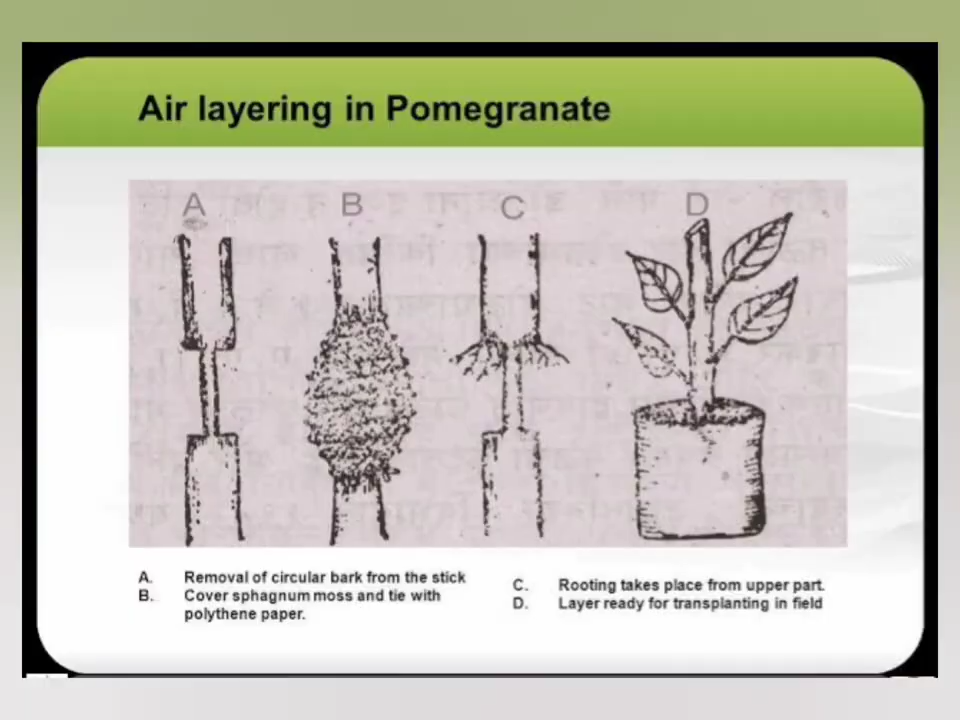 Air layering in Pomegranate
A B C D
A. Removal of circular bark from the stick
B. Cover sphagnum moss and tie with
polythene paper.
C. Rooting takes place from upper part.
D. Layer ready for transplanting in field